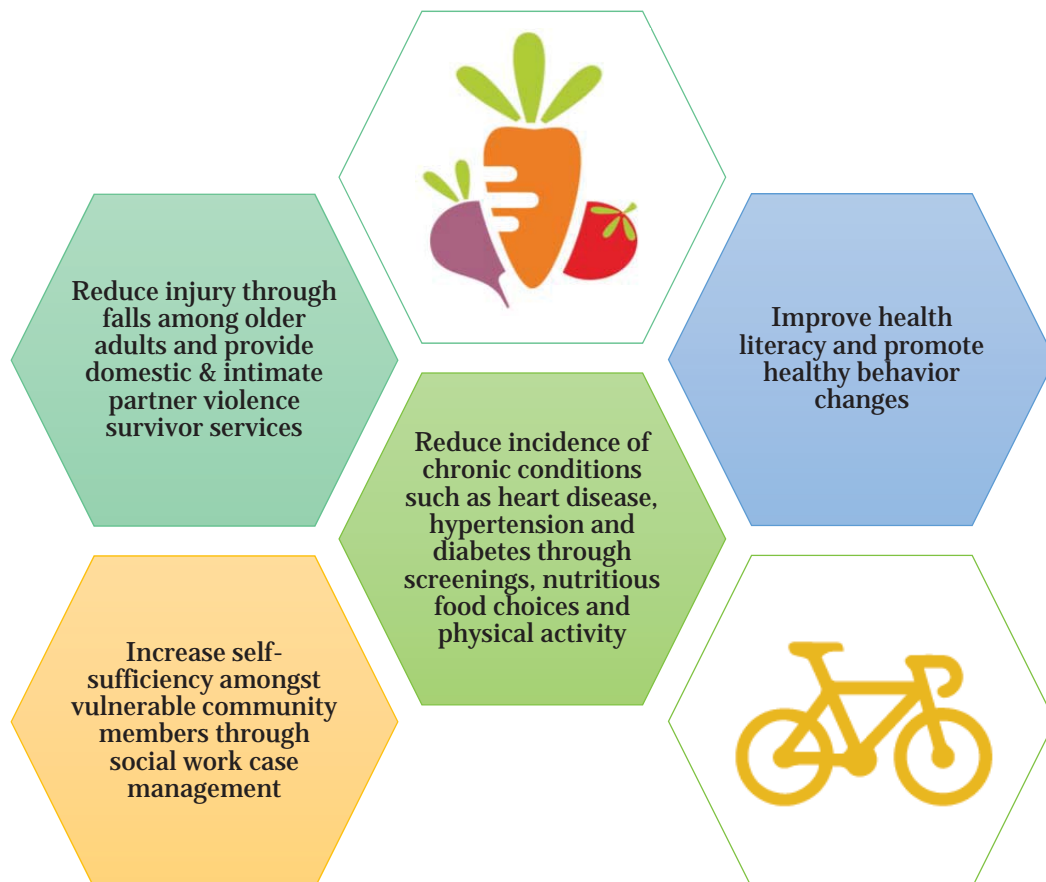 Reduce injury through
falls among older
adults and provide
domestic & intimate
partner violence
survivor services
Improve health
literacy and promote
healthy behavior
changes
Reduce incidence of
chronic conditions
such as heart disease,
hypertension and
diabetes through
screenings, nutritious
food choices and
physical activity
Increase self-
sufficiency amongst
vulnerable community
members through
social work case
management